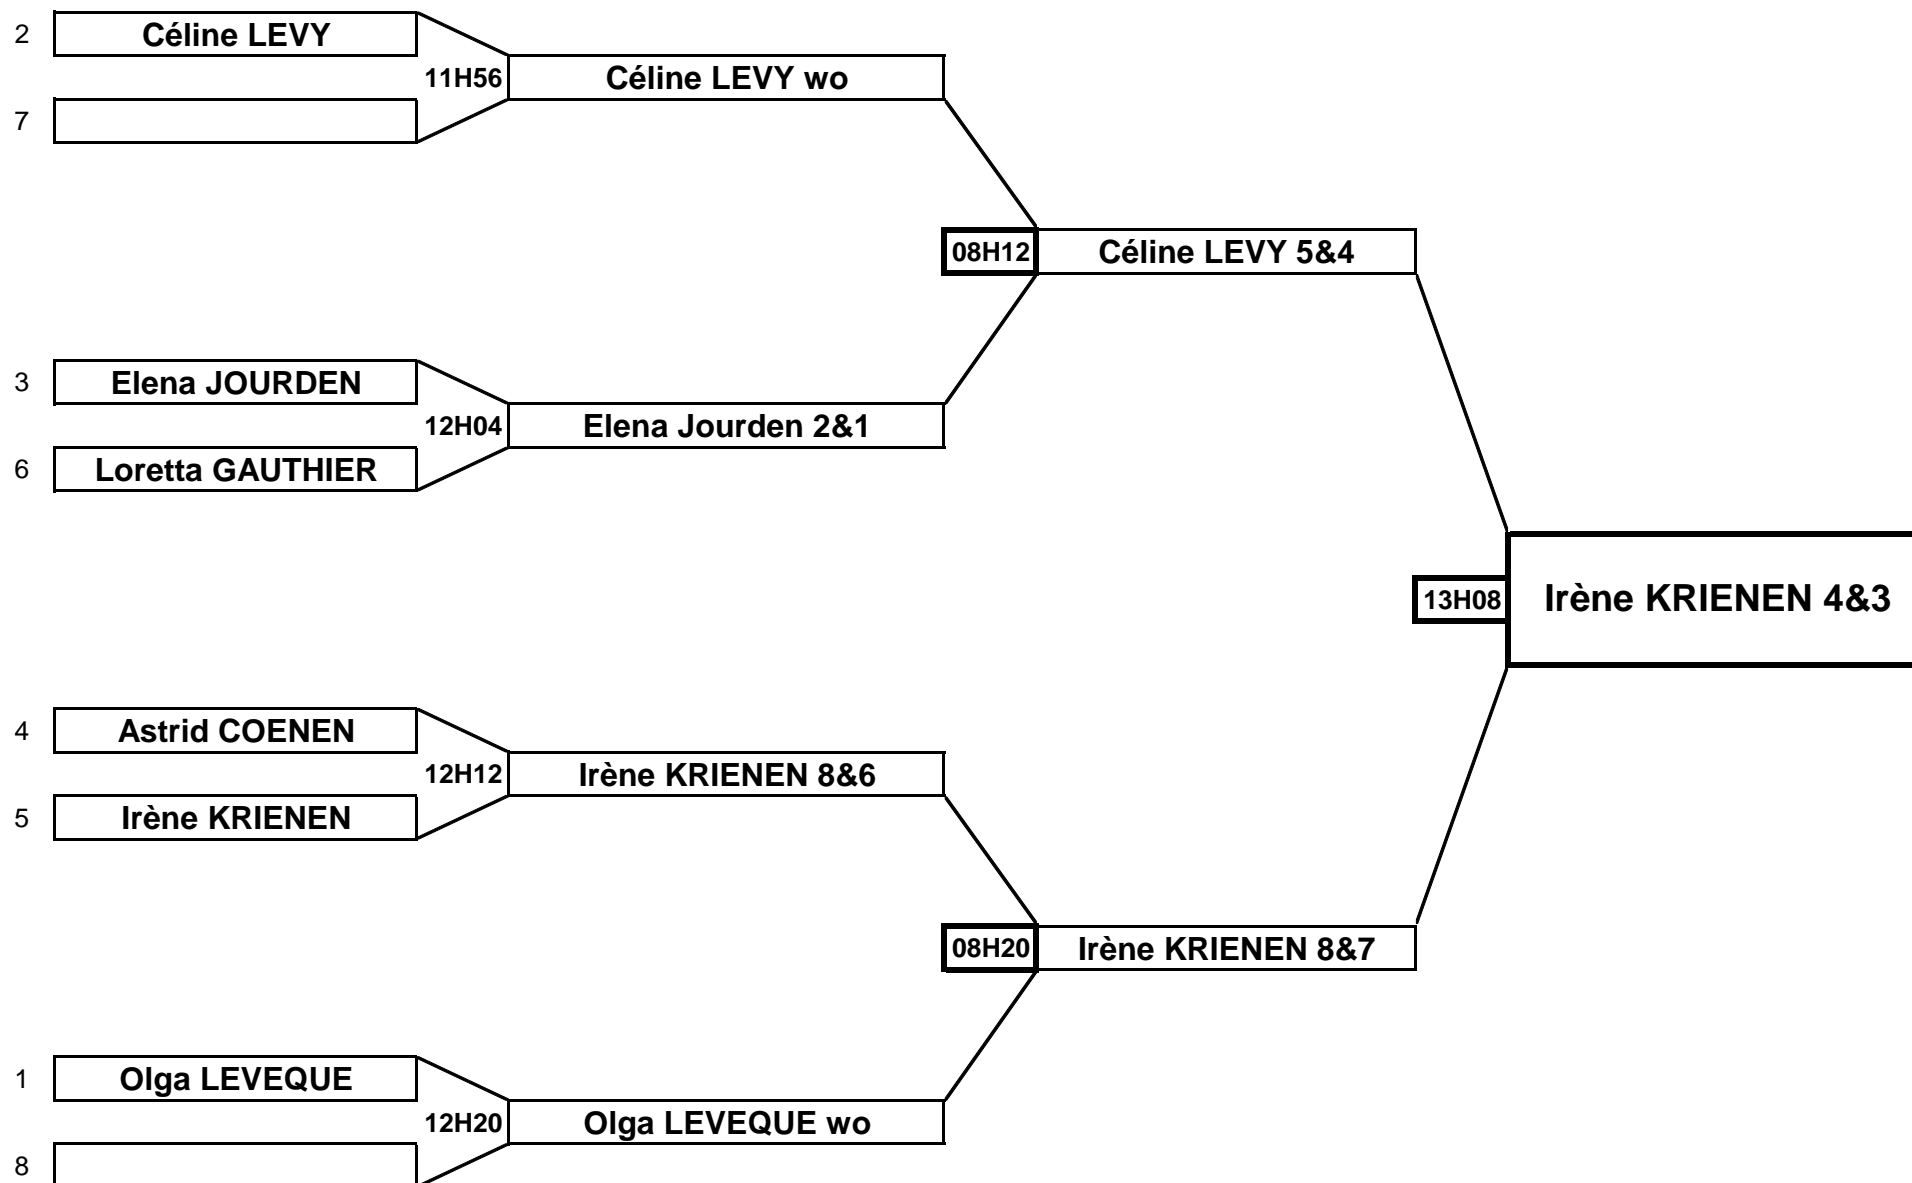 2 Céline LEVY
11H56 Céline LEVY wo
7
08H12 Céline LEVY 5&4
3 Elena JOURDEN
12H04 Elena Jourden 2&1
6 Loretta GAUTHIER
13H08 Irène KRIENEN 4&3
4 Astrid COENEN
12H12 Irène KRIENEN 8&6
5 Irène KRIENEN
08H20 Irène KRIENEN 8&7
1 Olga LEVEQUE
12H20 Olga LEVEQUE wo
8